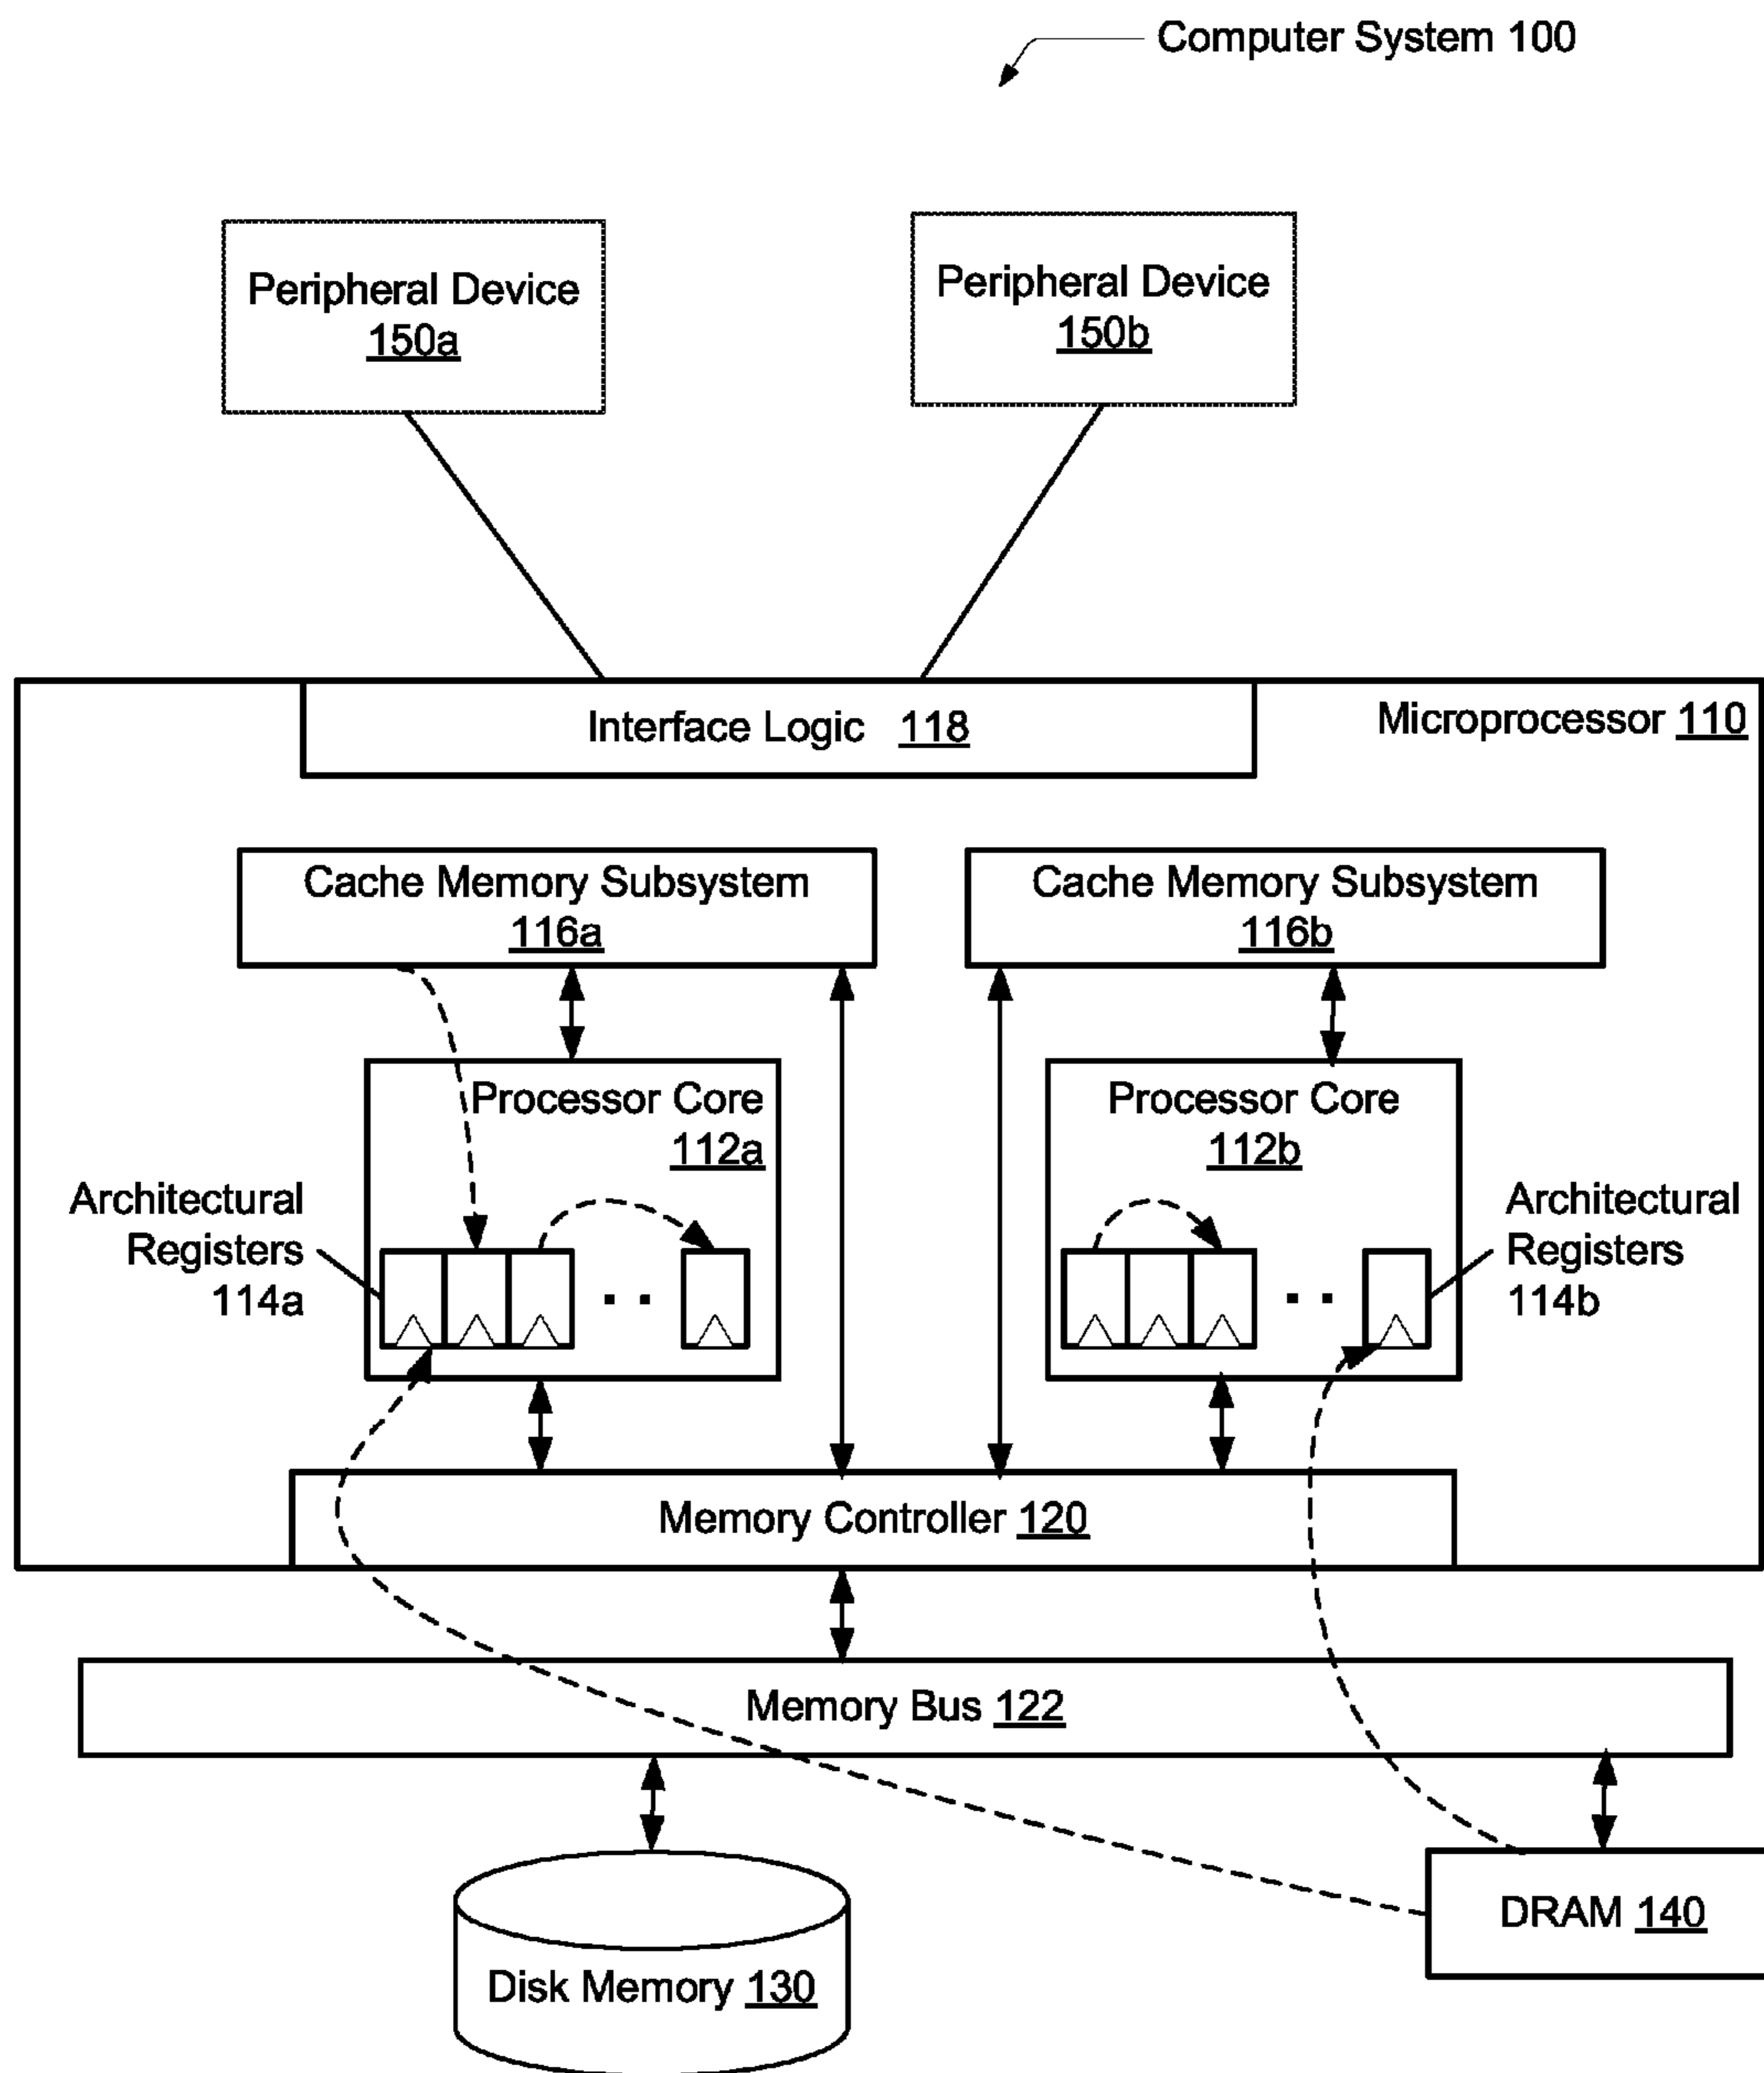 Computer System 100
Peripheral Device
150a
Peripheral Device
150b
Interface Logic 118
Microprocessor 110
Cache Memory Subsystem
116a
Cache Memory Subsystem
116b
Processor Core
112a
Processor Core
112b
Architectural
Registers
114a
Architectural
Registers
114b
Memory Controller 120
Memory Bus 122
DRAM 140
Disk Memory 130